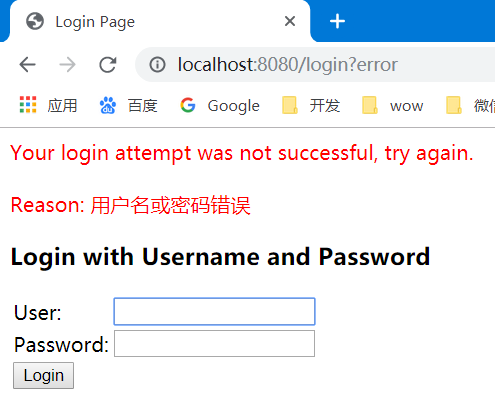 Login Page
localhost:8080/login?error
应用 百度 Google 开发 wow 微信
Your login attempt was not successful, try again.
Reason: 用户名或密码错误
Login with Username and Password
User:
Password:
Login